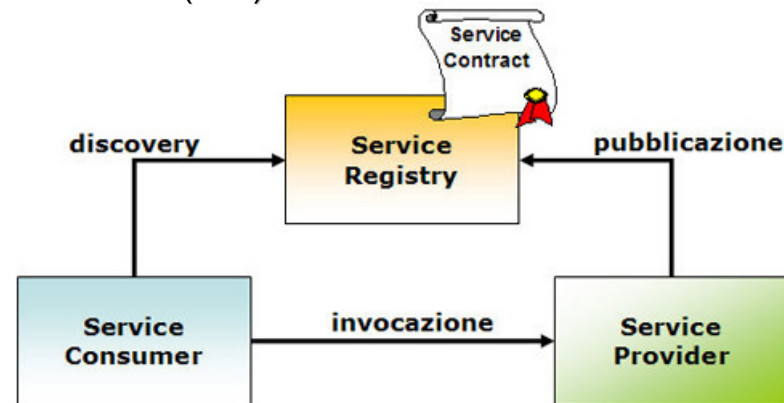 Service
Contract
discovery
Service
Registry
pubblicazione
Service
Consumer
invocazione
Service
Provider